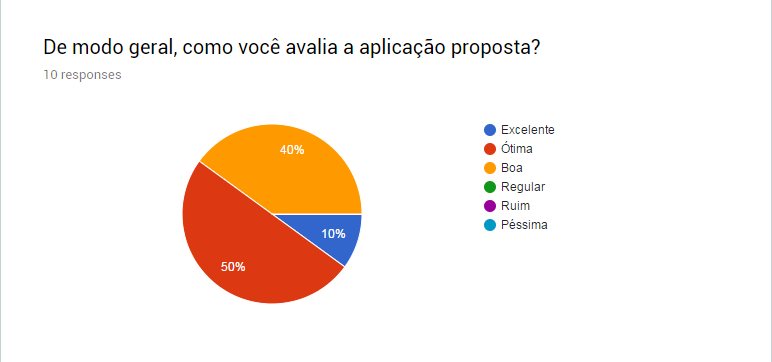 De modo geral, como você avalia a aplicação proposta?
10 responses
40%
10%
50%
Excelente
Ótima
Boa
Regular
Ruim
Péssima